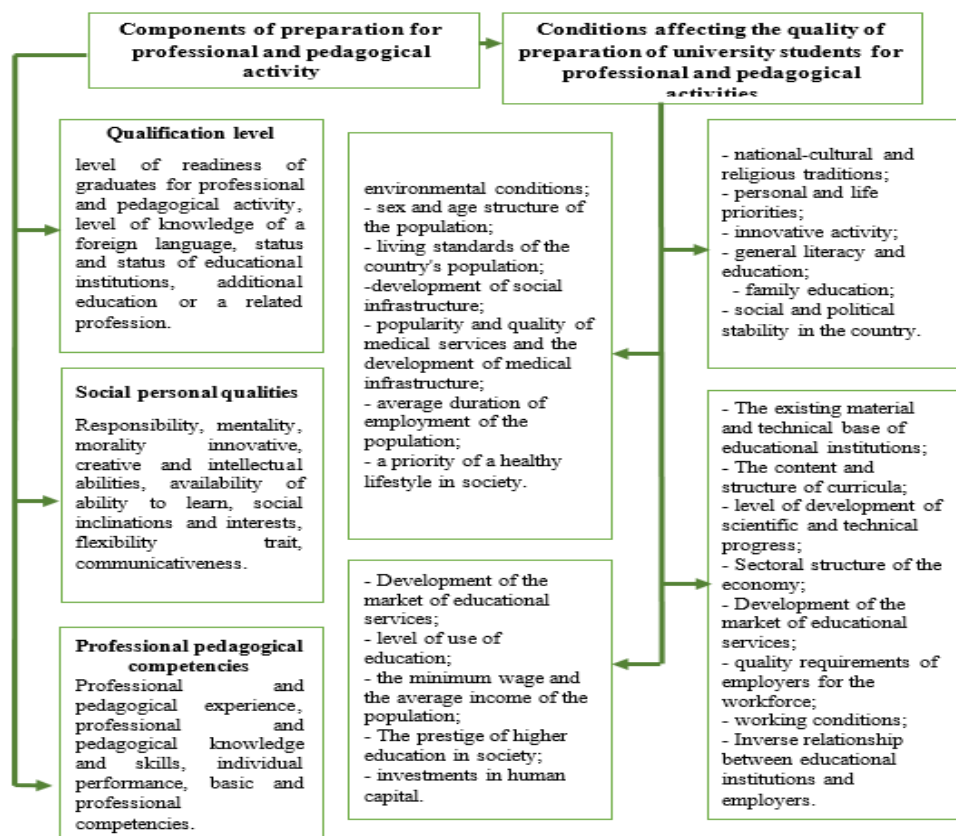 Components of preparation for
professional and pedagogical
activity
Conditions affecting the quality of
preparation of university students for
professional and pedagogical
activities
Qualification level
level of readiness of
graduates for professional
and pedagogical activity,
level of knowledge of a
foreign language, status
and status of educational
institutions, additional
education or a related
profession.
Social personal qualities
Responsibility, mentality,
morality innovative,
creative and intellectual
abilities, availability of
ability to learn, social
inclinations and interests,
flexibility trait,
communicativeness.
Professional pedagogical
competencies
Professional and
pedagogical experience,
professional and
pedagogical knowledge
and skills, individual
performance, basic and
professional
competencies.
environmental conditions;
- sex and age structure of
the population;
- living standards of the
country's population;
-development of social
infrastructure;
- popularity and quality of
medical services and the
development of medical
infrastructure;
- average duration of
employment of the
population;
- a priority of a healthy
lifestyle in society.
- Development of the
market of educational
services;
- level of use of
education;
- the minimum wage and
the average income of the
population;
- The prestige of higher
education in society;
- investments in human
capital.
- national-cultural and
religious traditions;
- personal and life
priorities;
- innovative activity;
- general literacy and
education;
- family education;
- social and political
stability in the country.
- The existing material
and technical base of
educational institutions;
- The content and
structure of curricula;
- level of development of
scientific and technical
progress;
- Sectoral structure of the
economy;
- Development of the
market of educational
services;
- quality requirements of
employers for the
workforce;
- working conditions;
- Inverse relationship
between educational
institutions and
employers.